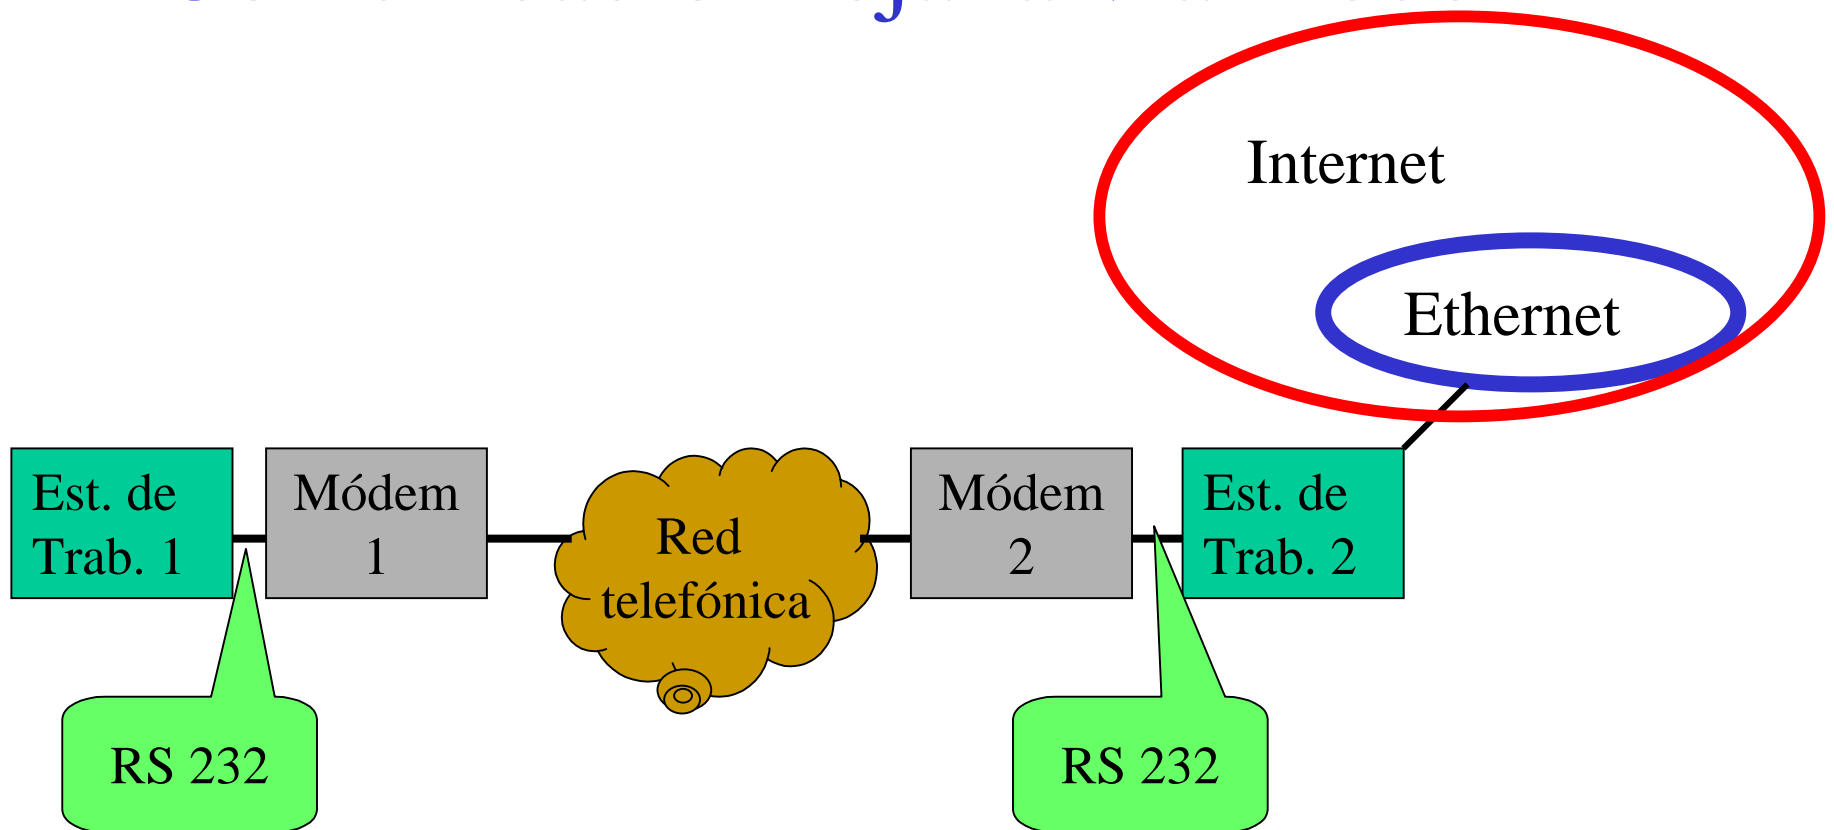 Internet
Ethernet
Est. de
Trab. 1
Módem
1
Red
telefónica
Módem
2
Est. de
Trab. 2
RS 232
RS 232